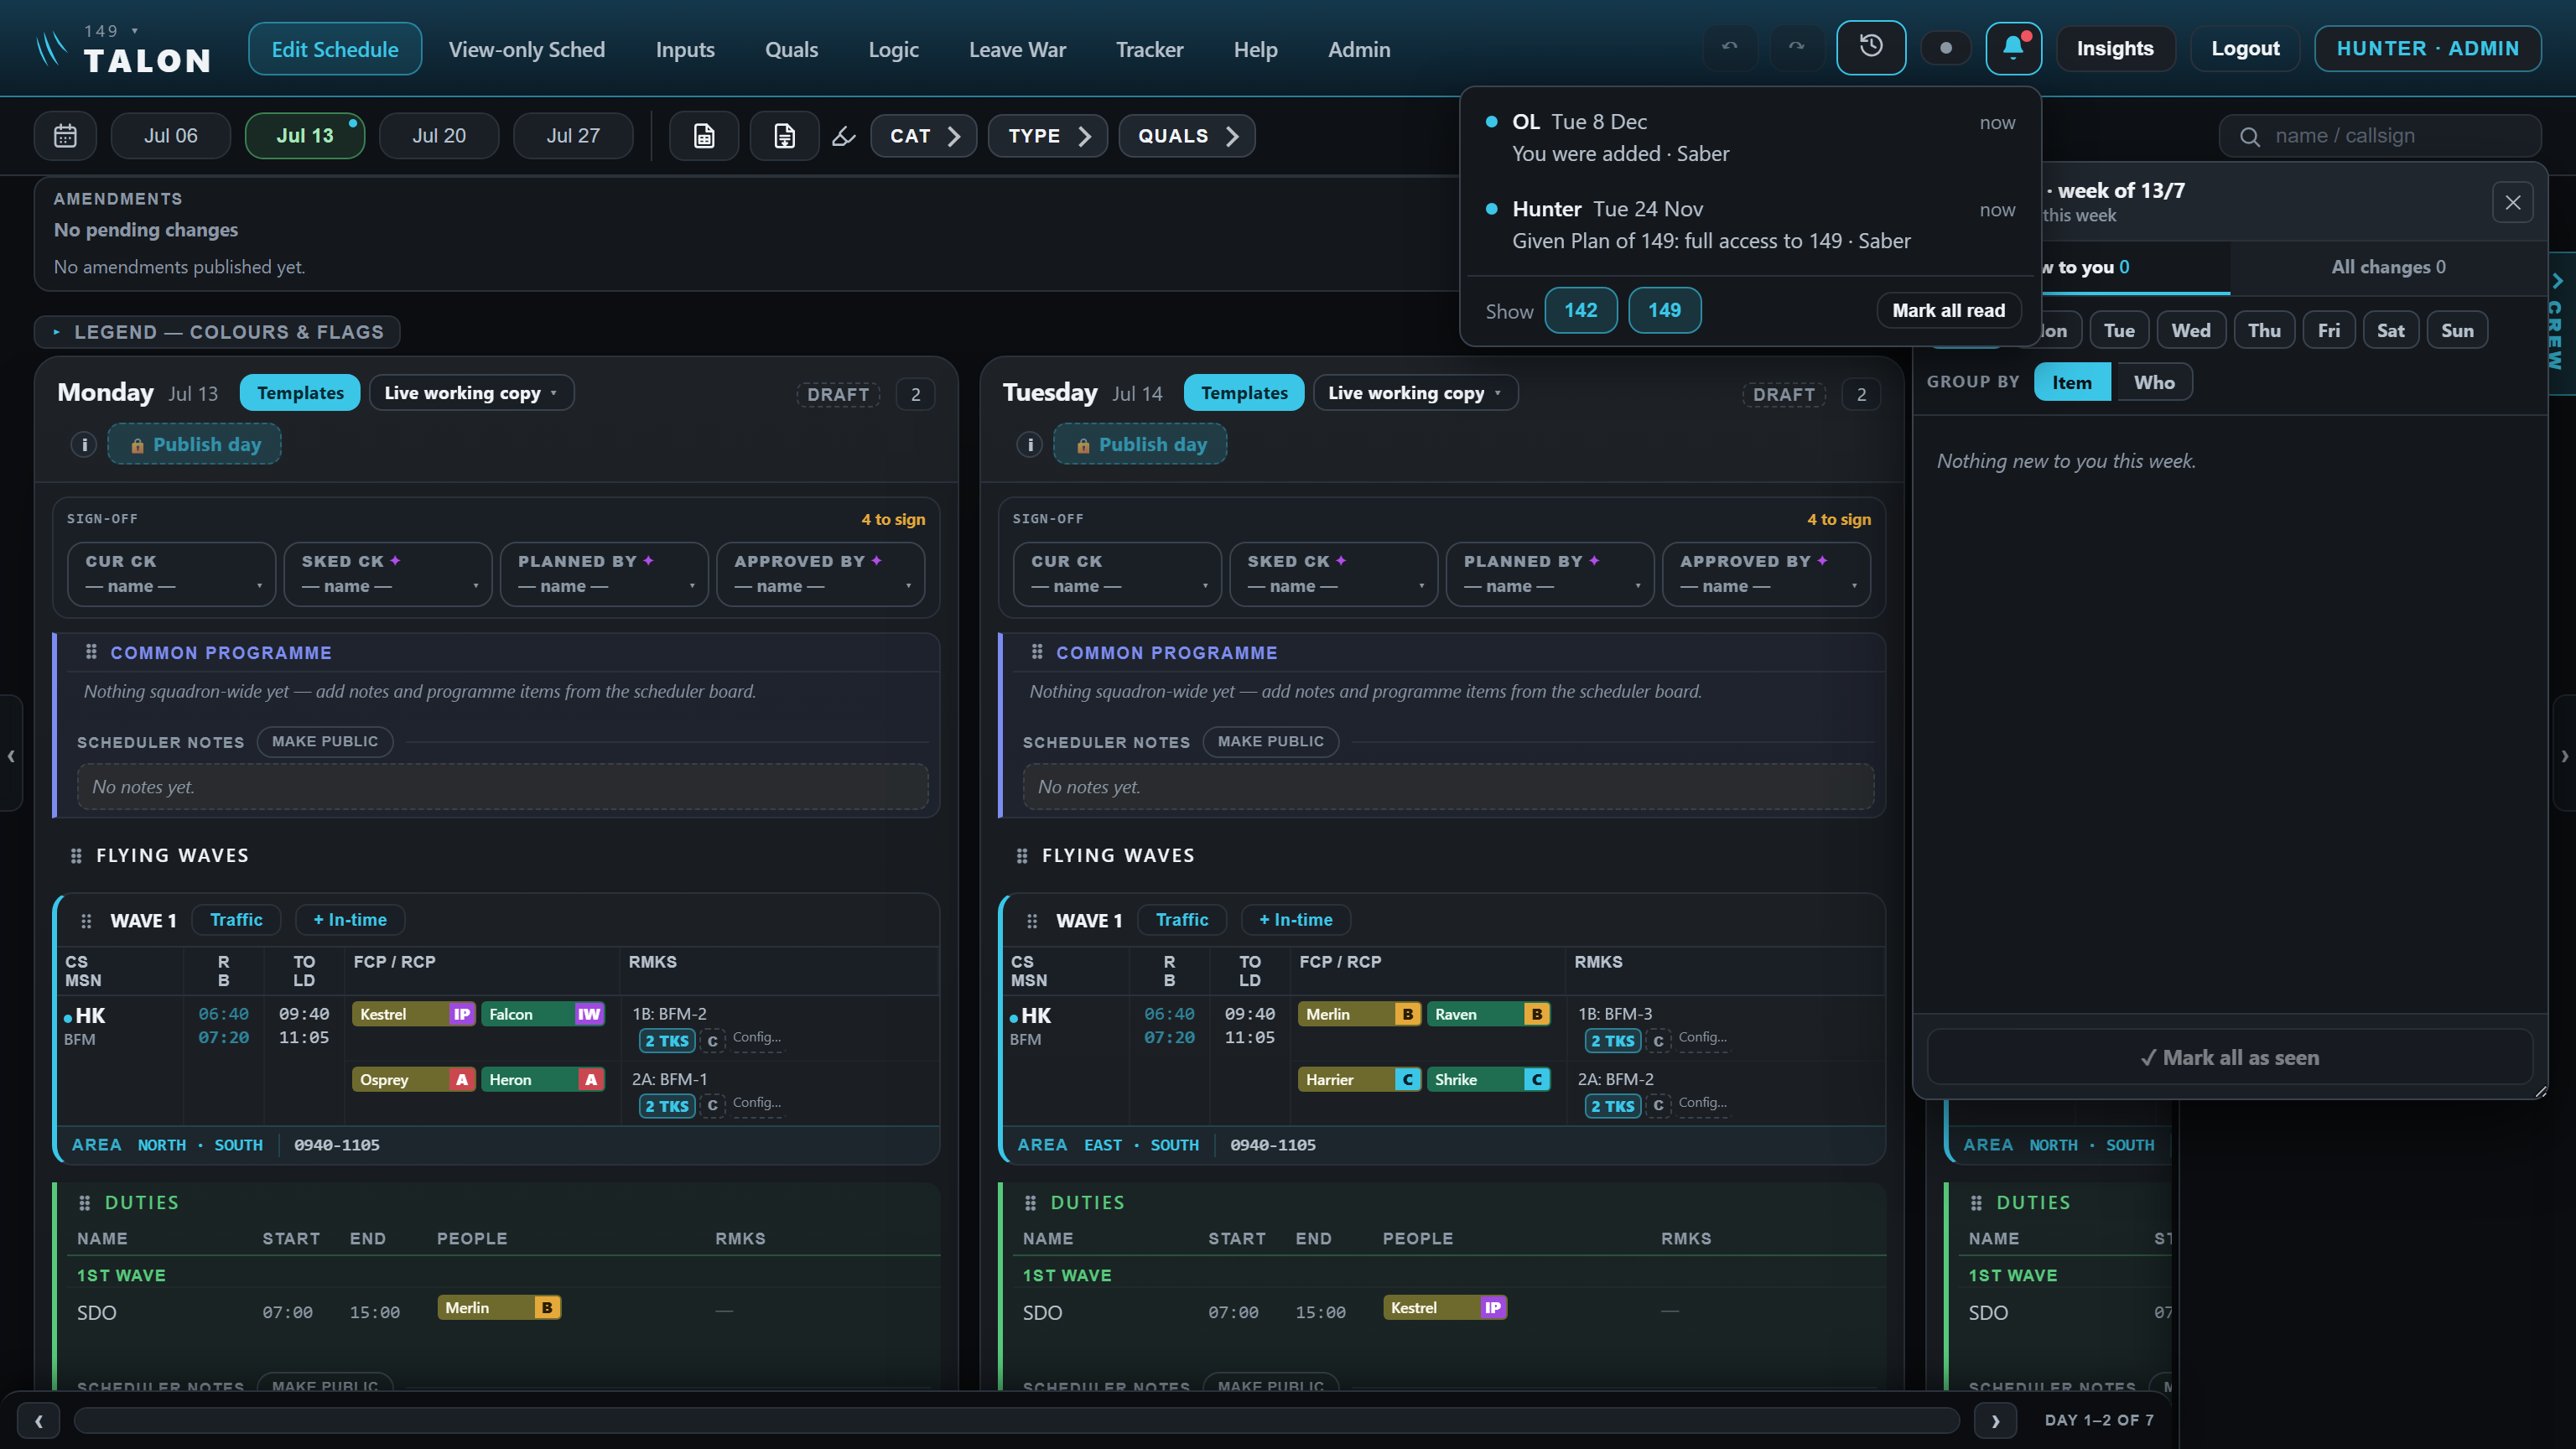 149 ▾
TALON
Edit Schedule
View-only Sched
Inputs
Quals
Logic
Leave War
Tracker
Help
Admin
Insights
Logout
HUNTER · ADMIN
Jul 06
Jul 13
Jul 20
Jul 27
CAT
TYPE
QUALS
name / callsign
AMENDMENTS
No pending changes
No amendments published yet.
LEGEND — COLOURS & FLAGS
OL Tue 8 Dec now
You were added · Saber
Hunter Tue 24 Nov now
Given Plan of 149: full access to 149 · Saber
Show 142 149 Mark all read
· week of 13/7
this week
to you 0
All changes 0
Tue Wed Thu Fri Sat Sun
GROUP BY Item Who
Nothing new to you this week.
✓ Mark all as seen
CREW
Monday Jul 13 Templates Live working copy ▾ DRAFT 2
i Publish day
SIGN-OFF 4 to sign
CUR CK SKED CK ✦ PLANNED BY ✦ APPROVED BY ✦
— name — — name — — name — — name —
COMMON PROGRAMME
Nothing squadron-wide yet — add notes and programme items from the scheduler board.
SCHEDULER NOTES MAKE PUBLIC
No notes yet.
FLYING WAVES
WAVE 1 Traffic + In-time
CS R TO FCP / RCP RMKS
MSN B LD
HK 06:40 09:40 Kestrel IP Falcon IW 1B: BFM-2
BFM 07:20 11:05 2 TKS C Config...
Osprey A Heron A 2A: BFM-1
2 TKS C Config...
AREA NORTH · SOUTH 0940-1105
DUTIES
NAME START END PEOPLE RMKS
1ST WAVE
SDO 07:00 15:00 Merlin B —
SCHEDULER NOTES MAKE PUBLIC
Tuesday Jul 14 Templates Live working copy ▾ DRAFT 2
i Publish day
SIGN-OFF 4 to sign
CUR CK SKED CK ✦ PLANNED BY ✦ APPROVED BY ✦
— name — — name — — name — — name —
COMMON PROGRAMME
Nothing squadron-wide yet — add notes and programme items from the scheduler board.
SCHEDULER NOTES MAKE PUBLIC
No notes yet.
FLYING WAVES
WAVE 1 Traffic + In-time
CS R TO FCP / RCP RMKS
MSN B LD
HK 06:40 09:40 Merlin B Raven B 1B: BFM-3
BFM 07:20 11:05 2 TKS C Config...
Harrier C Shrike C 2A: BFM-2
2 TKS C Config...
AREA EAST · SOUTH 0940-1105
DUTIES
NAME START END PEOPLE RMKS
1ST WAVE
SDO 07:00 15:00 Kestrel IP —
SCHEDULER NOTES MAKE PUBLIC
AREA NORTH · SOUTH
DUTIES
NAME
1ST WAVE
SDO
SCHEDULER NOTES
DAY 1–2 OF 7